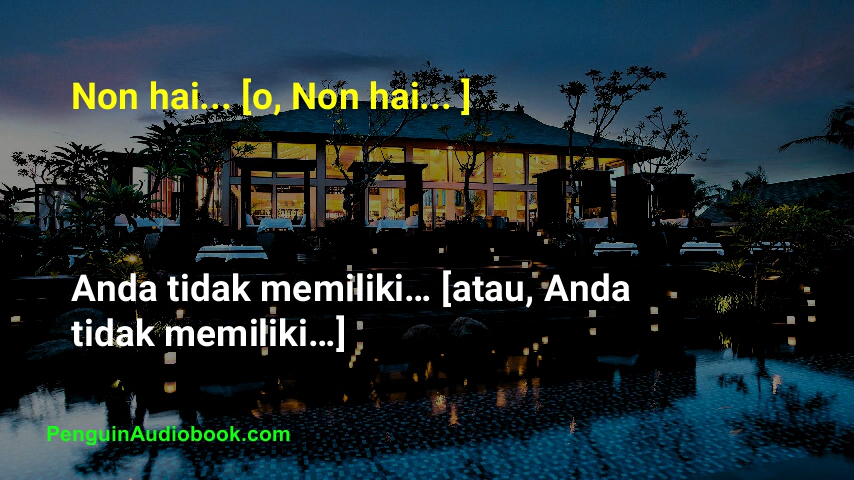 Non hai... [o, Non hai... ]
Anda tidak memiliki… [atau, Anda
tidak memiliki…]
PenguinAudiobook.com